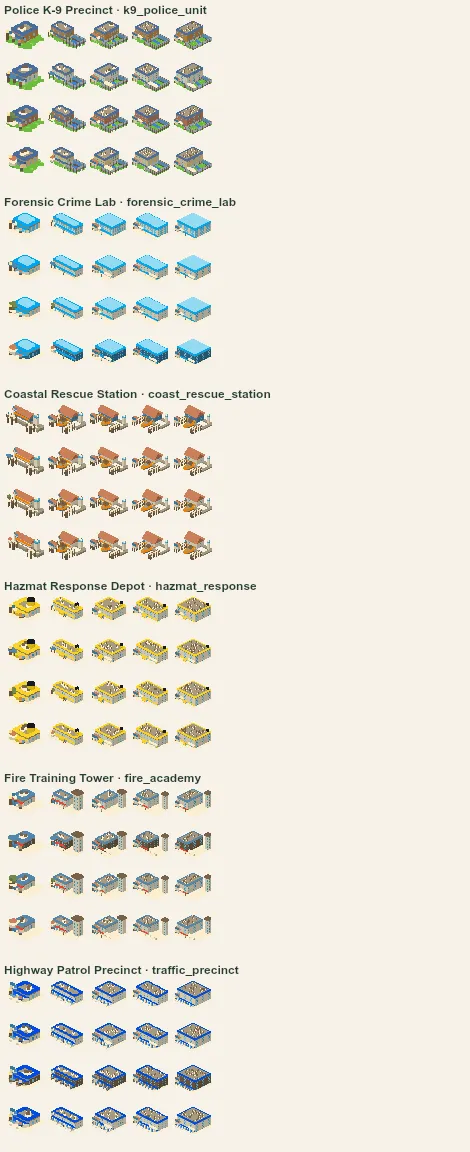 Police K-9 Precinct · k9_police_unit
Forensic Crime Lab · forensic_crime_lab
Coastal Rescue Station · coast_rescue_station
Hazmat Response Depot · hazmat_response
Fire Training Tower · fire_academy
Highway Patrol Precinct · traffic_precinct